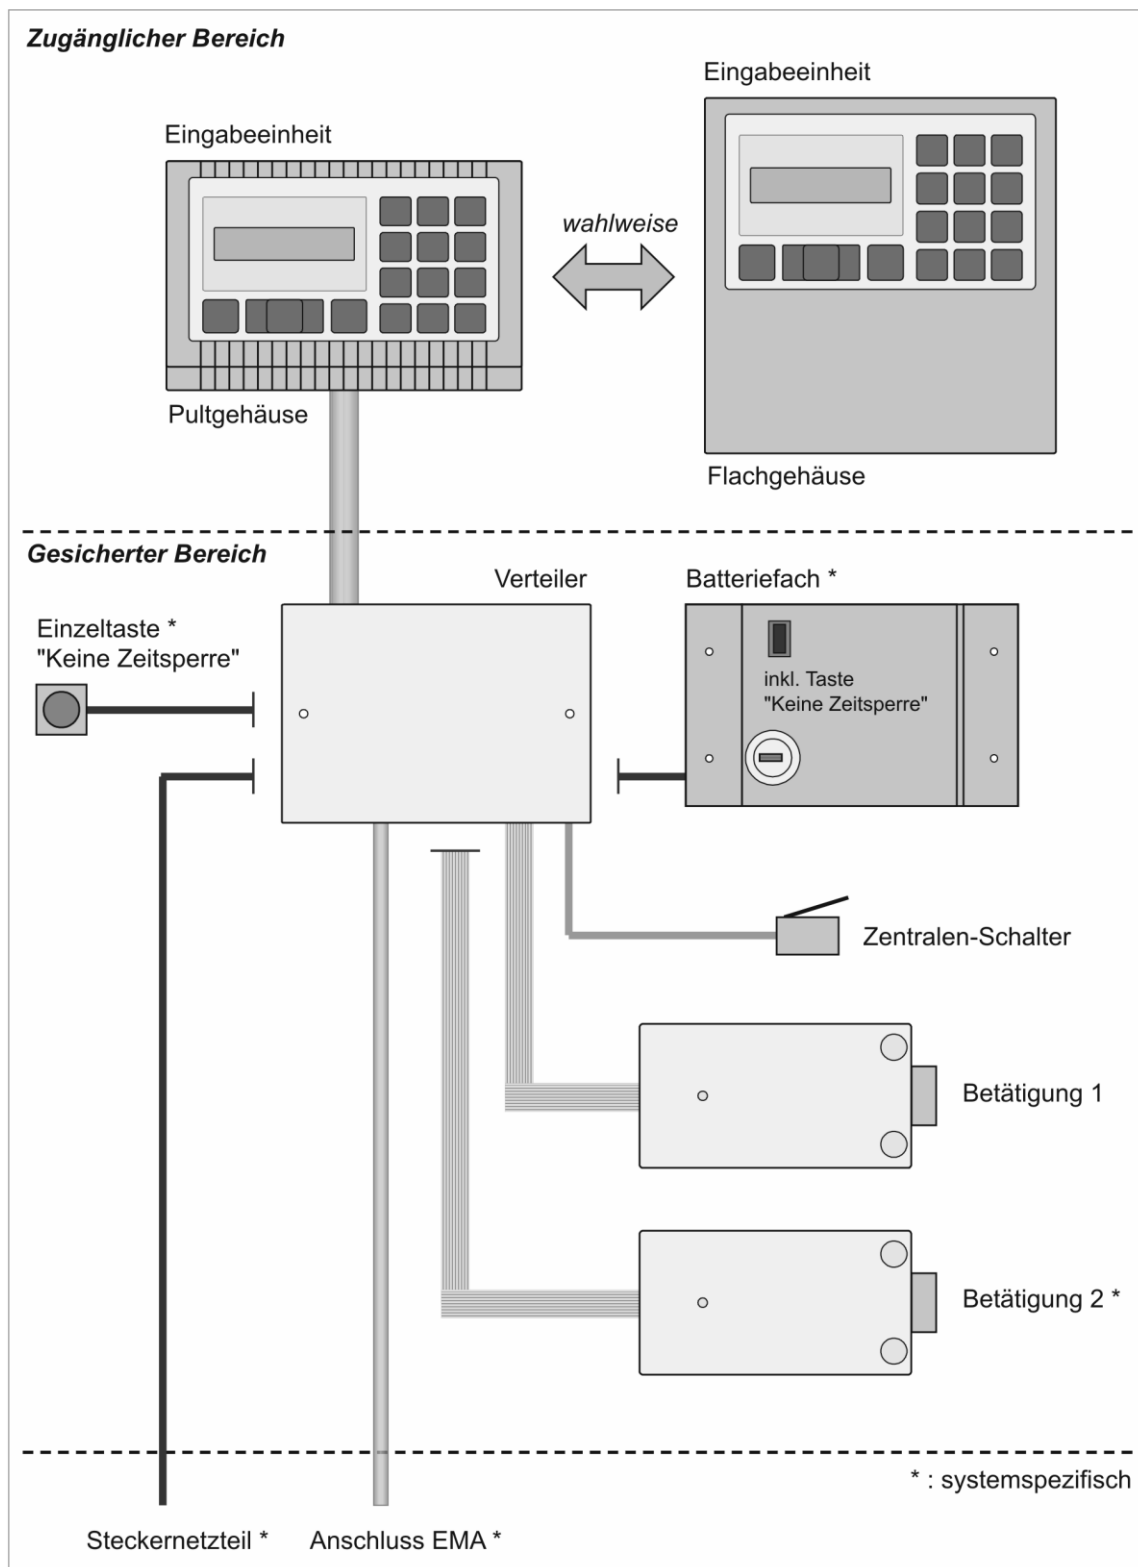 Zugänglicher Bereich
Eingabeeinheit
Eingabeeinheit
wahlweise
Pultgehäuse
Flachgehäuse
Gesicherter Bereich
Verteiler
Batteriefach *
Einzeltaste *
"Keine Zeitsperre"
inkl. Taste
"Keine Zeitsperre"
Zentralen-Schalter
Betätigung 1
Betätigung 2 *
* : systemspezifisch
Steckernetzteil *
Anschluss EMA *